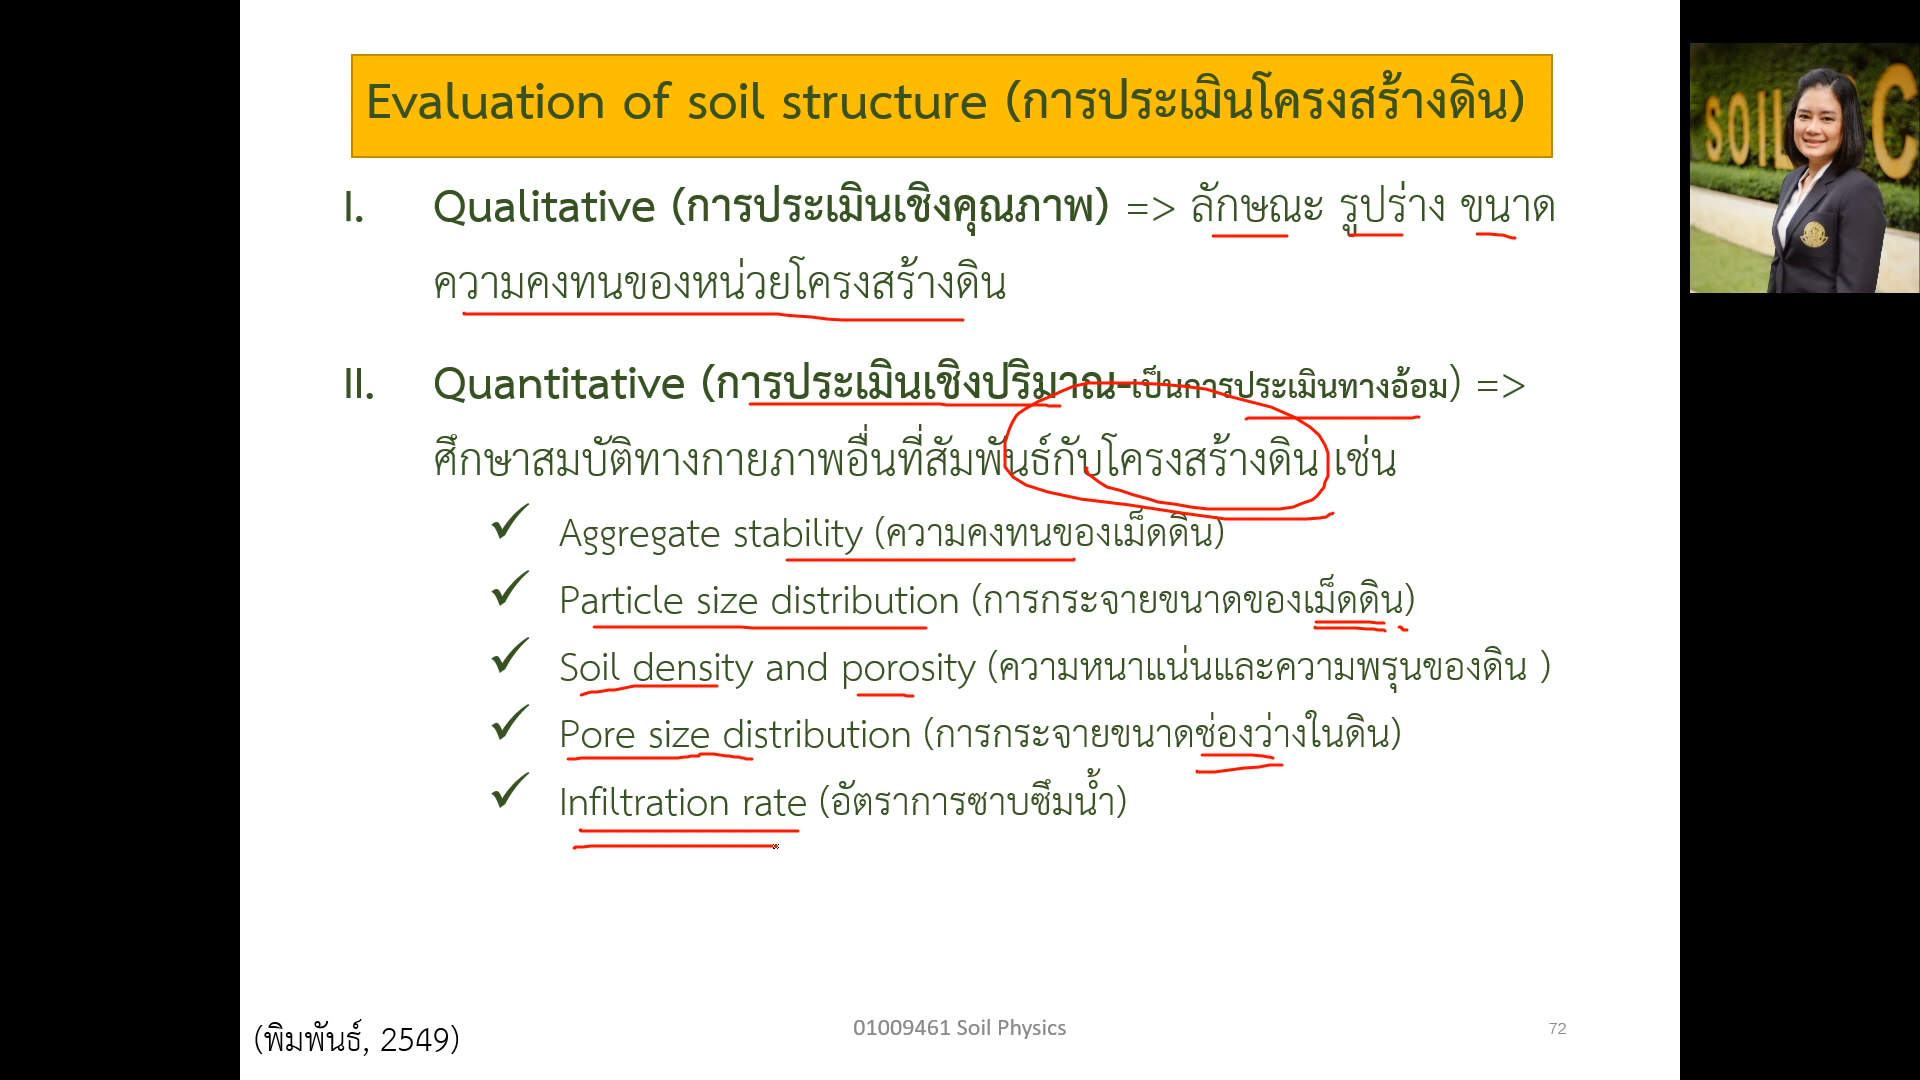 Evaluation of soil structure (การประเมินโครงสร้างดิน)
I. Qualitative (การประเมินเชิงคุณภาพ) => ลักษณะ รูปร่าง ขนาด
ความคงทนของหน่วยโครงสร้างดิน
II. Quantitative (การประเมินเชิงปริมาณ-เป็นการประเมินทางอ้อม) =>
ศึกษาสมบัติทางกายภาพอื่นที่สัมพันธ์กับโครงสร้างดิน เช่น
✓ Aggregate stability (ความคงทนของเม็ดดิน)
✓ Particle size distribution (การกระจายขนาดของเม็ดดิน)
✓ Soil density and porosity (ความหนาแน่นและความพรุนของดิน )
✓ Pore size distribution (การกระจายขนาดช่องว่างในดิน)
✓ Infiltration rate (อัตราการซาบซึมน้ำ)
(พิมพันธ์, 2549)
01009461 Soil Physics
72
SOIL
C